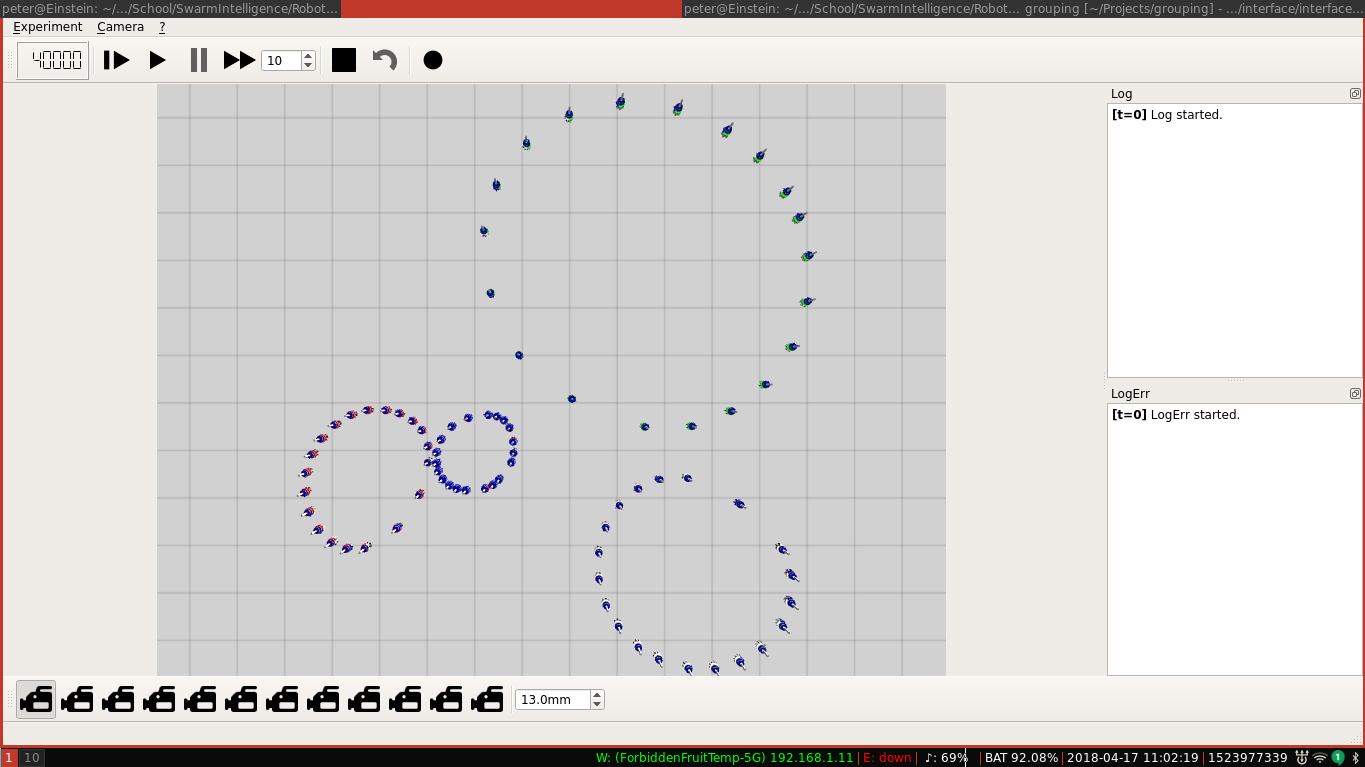 peter@Einstein: ~/.../School/SwarmIntelligence/Robot...
peter@Einstein: ~/.../School/SwarmIntelligence/Robot...
grouping [~/Projects/grouping] - .../interface/interface...
Experiment Camera ?
40000
10
Log
[t=0] Log started.
LogErr
[t=0] LogErr started.
13.0mm
1 10
W: (ForbiddenFruitTemp-5G) 192.168.1.11 | E: down | ♪: 69% | BAT 92.08% | 2018-04-17 11:02:19 | 1523977339 1